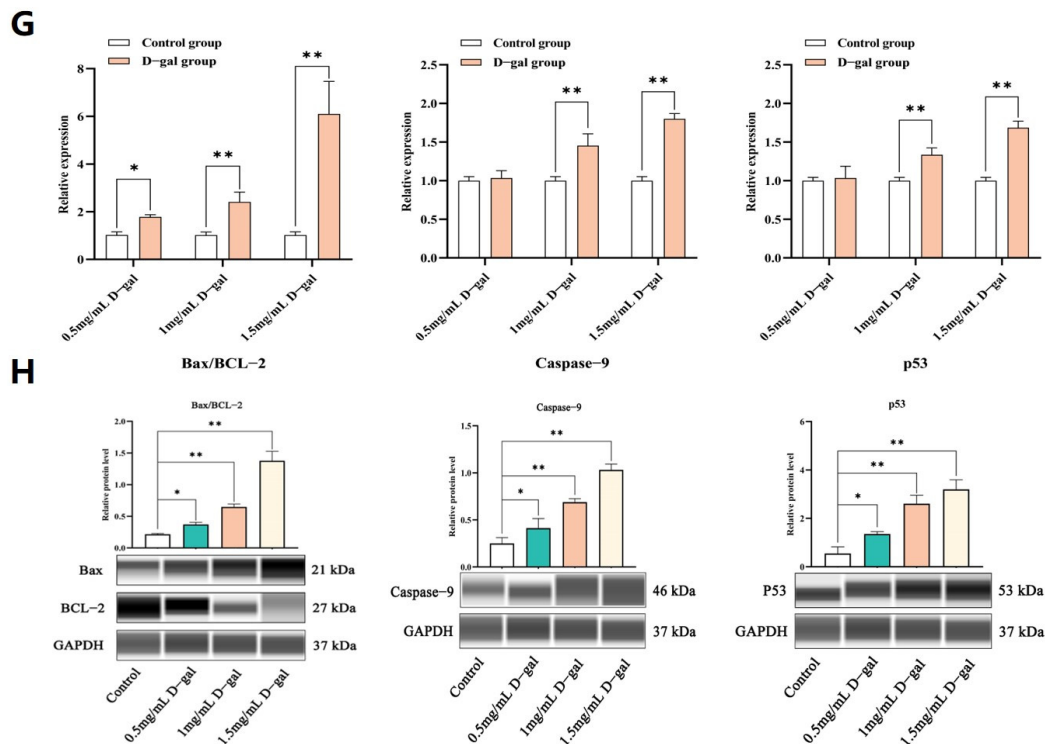 G
Control group
D-gal group
**
**
*
8
6
4
2
0
Relative expression
0.5mg/mL D-gal
1mg/mL D-gal
1.5mg/mL D-gal
Bax/BCL-2
Control group
D-gal group
**
**
2.5
2.0
1.5
1.0
0.5
0.0
Relative expression
0.5mg/mL D-gal
1mg/mL D-gal
1.5mg/mL D-gal
Caspase-9
Control group
D-gal group
**
**
2.5
2.0
1.5
1.0
0.5
0.0
Relative expression
0.5mg/mL D-gal
1mg/mL D-gal
1.5mg/mL D-gal
p53
H
Bax/BCL-2
**
**
*
2.0
1.5
1.0
0.5
0.0
Relative protein level
Bax 21 kDa
BCL-2 27 kDa
GAPDH 37 kDa
Control
0.5mg/mL D-gal
1mg/mL D-gal
1.5mg/mL D-gal
Caspase-9
**
**
*
1.5
1.0
0.5
0.0
Relative protein level
Caspase-9 46 kDa
GAPDH 37 kDa
Control
0.5mg/mL D-gal
1mg/mL D-gal
1.5mg/mL D-gal
p53
**
**
*
6
4
2
0
Relative protein level
P53 53 kDa
GAPDH 37 kDa
Control
0.5mg/mL D-gal
1mg/mL D-gal
1.5mg/mL D-gal